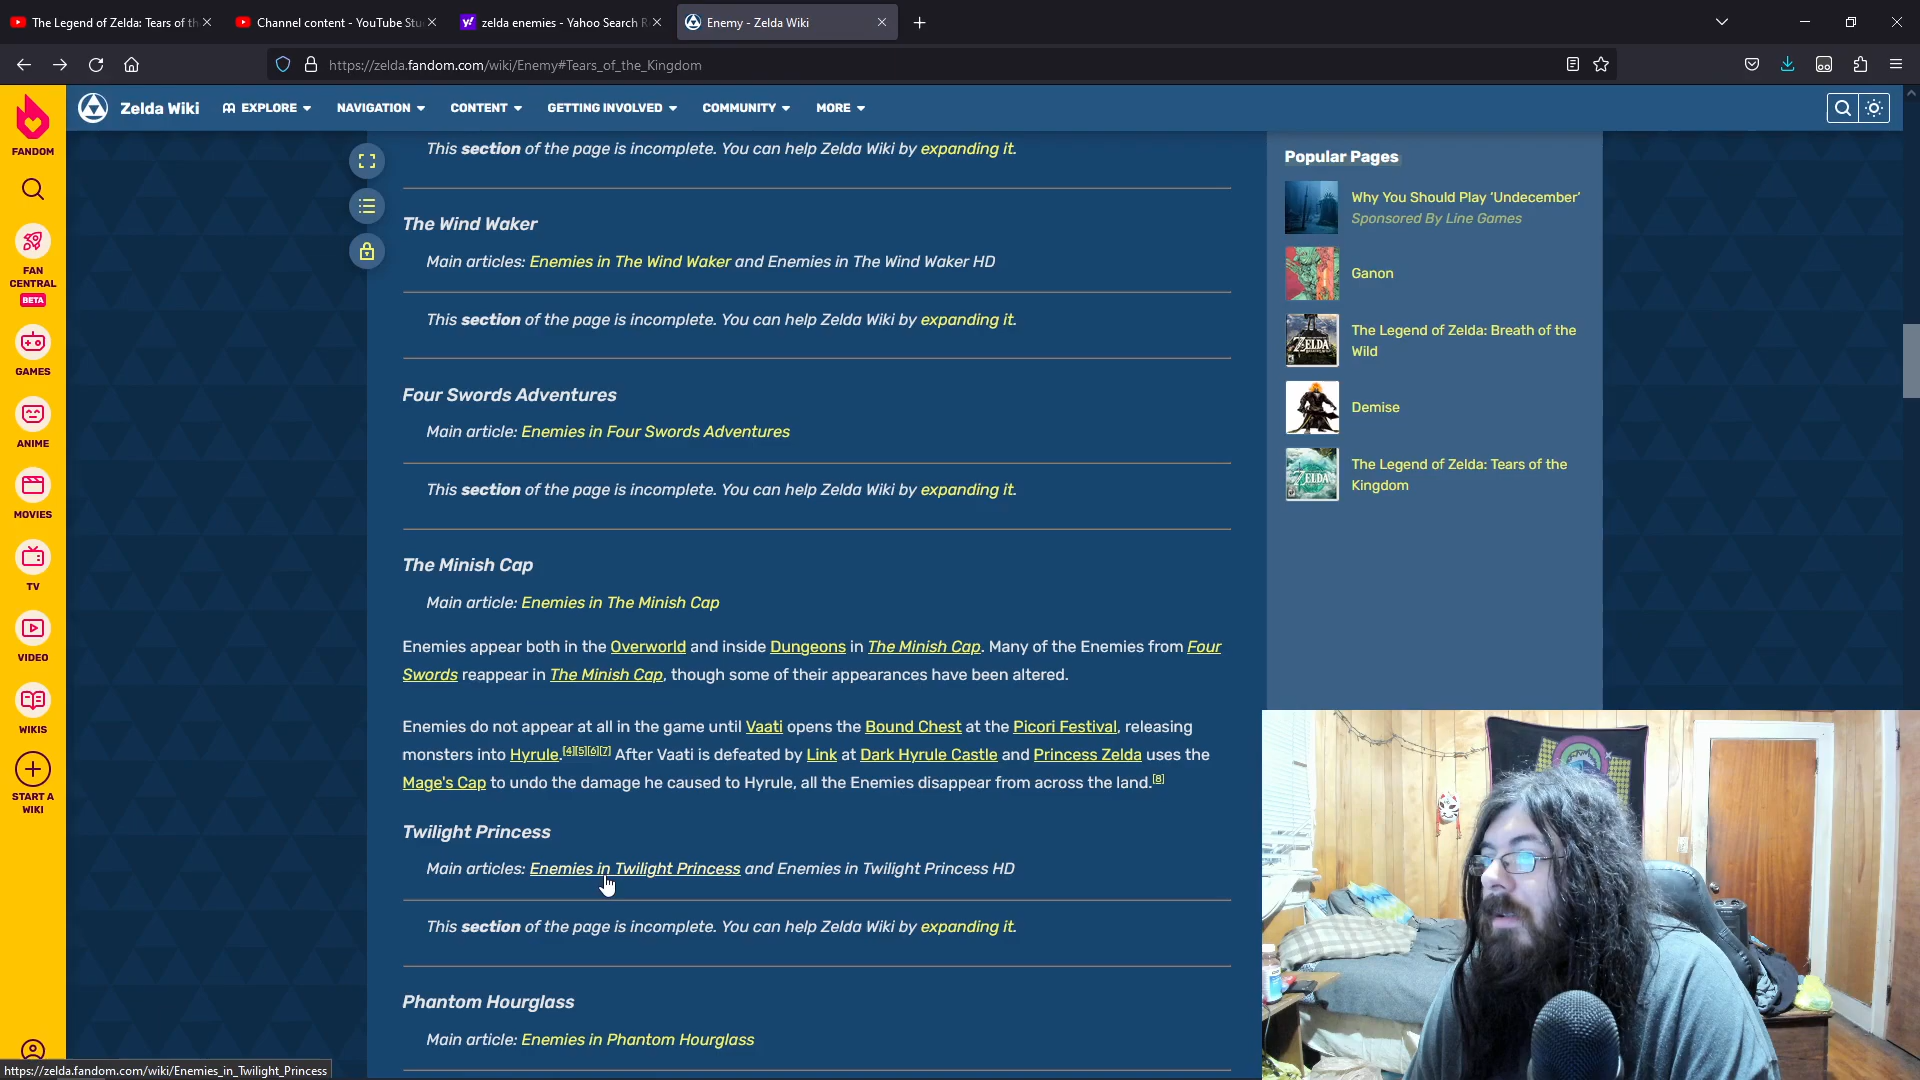 The Legend of Zelda: Tears of th
Channel content - YouTube Stu
zelda enemies - Yahoo Search R
Enemy - Zelda Wiki
https://zelda.fandom.com/wiki/Enemy#Tears_of_the_Kingdom
FANDOM
FAN CENTRAL
BETA
GAMES
ANIME
MOVIES
TV
VIDEO
WIKIS
START A WIKI
Zelda Wiki
EXPLORE
NAVIGATION
CONTENT
GETTING INVOLVED
COMMUNITY
MORE
This section of the page is incomplete. You can help Zelda Wiki by expanding it.
The Wind Waker
Main articles: Enemies in The Wind Waker and Enemies in The Wind Waker HD
This section of the page is incomplete. You can help Zelda Wiki by expanding it.
Four Swords Adventures
Main article: Enemies in Four Swords Adventures
This section of the page is incomplete. You can help Zelda Wiki by expanding it.
The Minish Cap
Main article: Enemies in The Minish Cap
Enemies appear both in the Overworld and inside Dungeons in The Minish Cap. Many of the Enemies from Four
Swords reappear in The Minish Cap, though some of their appearances have been altered.
Enemies do not appear at all in the game until Vaati opens the Bound Chest at the Picori Festival, releasing
monsters into Hyrule.[4][5][6][7] After Vaati is defeated by Link at Dark Hyrule Castle and Princess Zelda uses the
Mage's Cap to undo the damage he caused to Hyrule, all the Enemies disappear from across the land.[8]
Twilight Princess
Main articles: Enemies in Twilight Princess and Enemies in Twilight Princess HD
This section of the page is incomplete. You can help Zelda Wiki by expanding it.
Phantom Hourglass
Main article: Enemies in Phantom Hourglass
Popular Pages
Why You Should Play ‘Undecember’
Sponsored By Line Games
Ganon
The Legend of Zelda: Breath of the
Wild
Demise
The Legend of Zelda: Tears of the
Kingdom
ZELDA
ZELDA
https://zelda.fandom.com/wiki/Enemies_in_Twilight_Princess